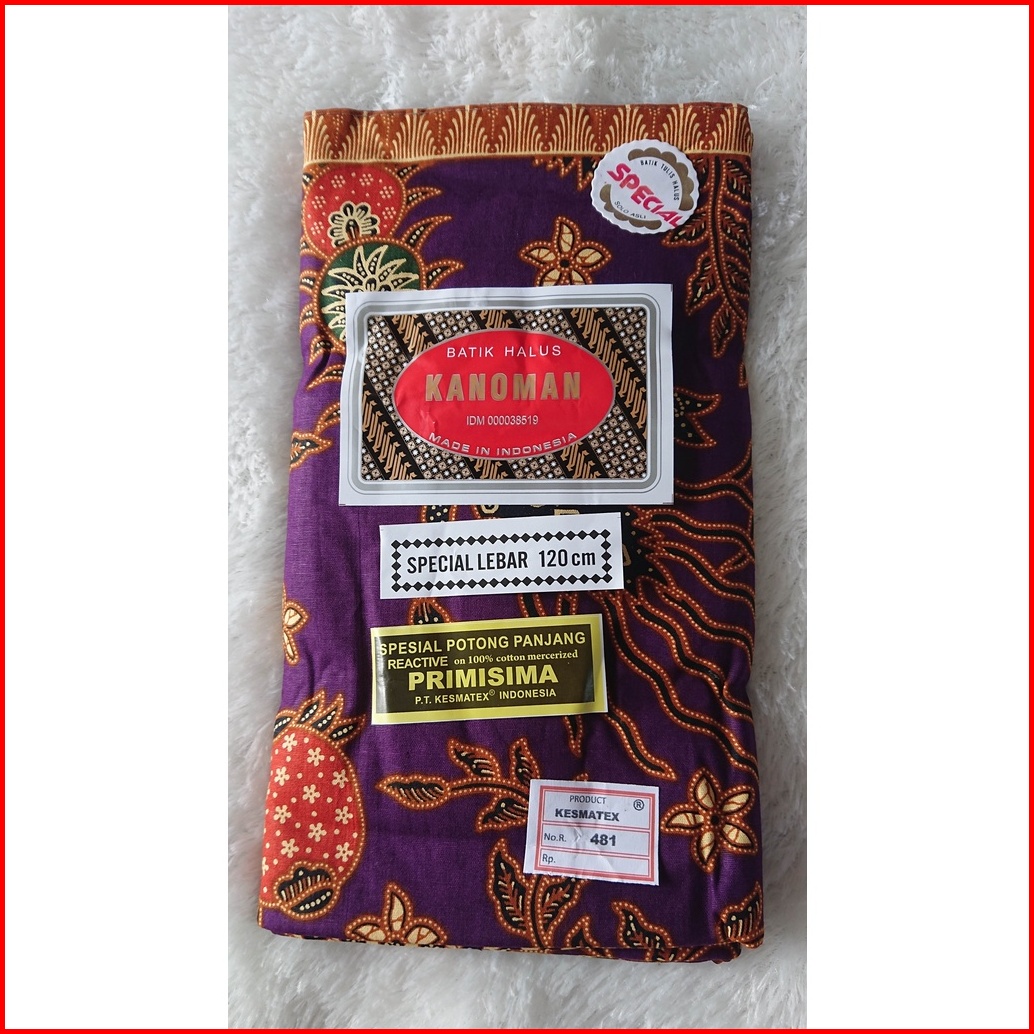 BATIK TULIS HALUS
SPECIAL
SOLO ASLI
BATIK HALUS
KANOMAN
IDM 000038519
MADE IN INDONESIA
SPECIAL LEBAR 120 cm
SPESIAL POTONG PANJANG
REACTIVE on 100% cotton mercerized
PRIMISIMA
P.T. KESMATEX® INDONESIA
PRODUCT ®
KESMATEX
No.R. 481
Rp.